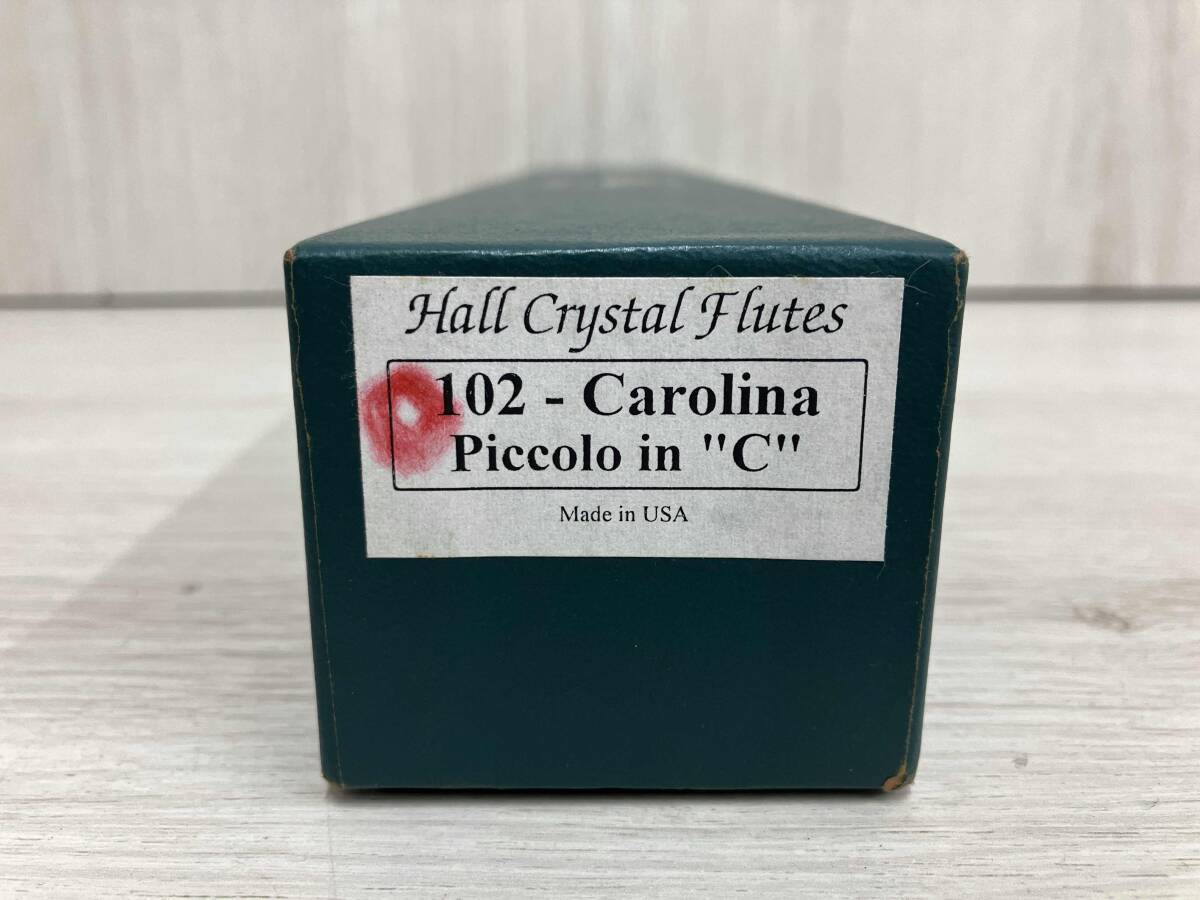 Hall Crystal Flutes
102 - Carolina
Piccolo in "C"
Made in USA